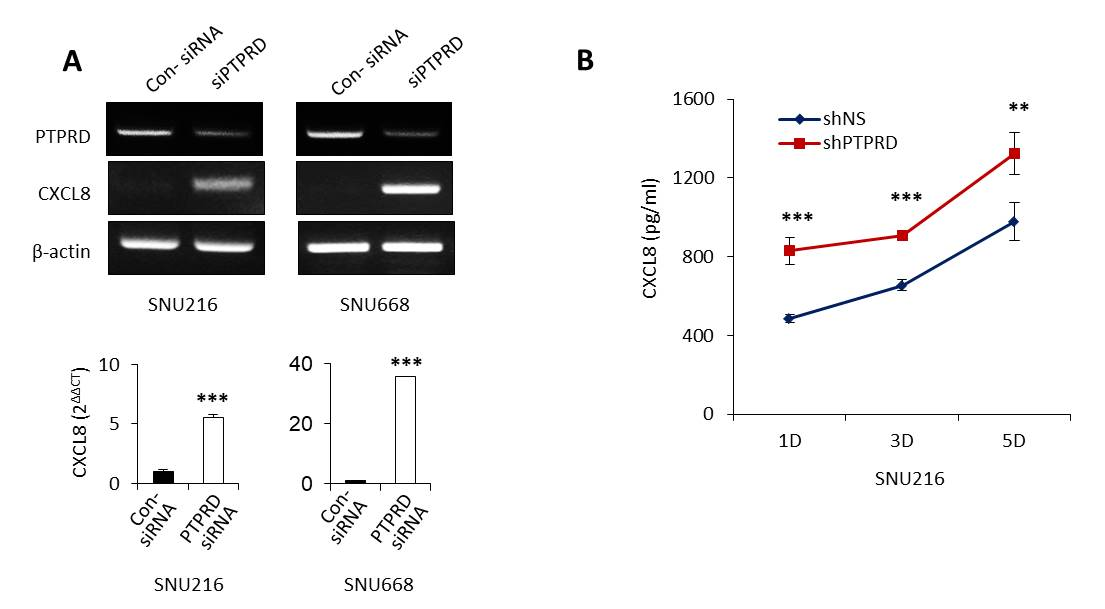 A
Con- siRNA
siPTPRD
Con- siRNA
siPTPRD
PTPRD
CXCL8
β-actin
SNU216
SNU668
CXCL8 (2ΔΔCT)
10
5
0
***
Con-
siRNA
PTPRD
siRNA
SNU216
40
20
0
***
Con-
siRNA
PTPRD
siRNA
SNU668
B
CXCL8 (pg/ml)
1600
1200
800
400
0
shNS
shPTPRD
***
***
**
1D
3D
5D
SNU216